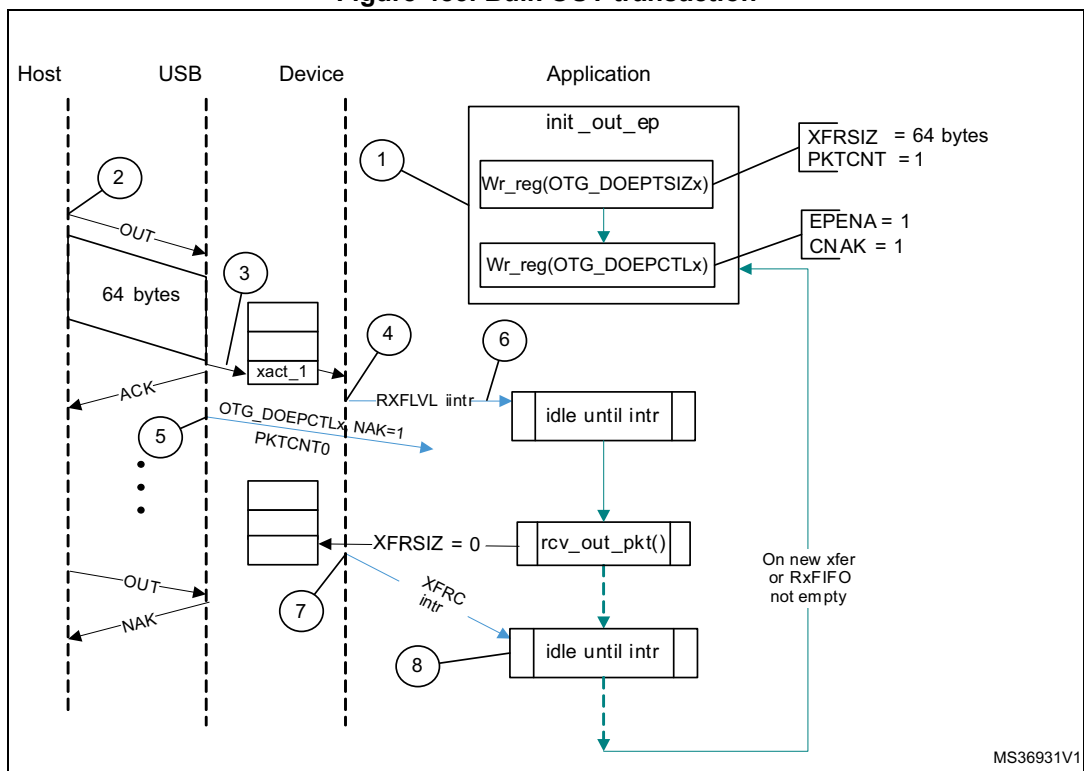 Figure Bulk OUT transaction
Host USB Device Application
init_out_ep
XFRSIZ = 64 bytes
PKTCNT = 1
1
Wr_reg(OTG_DOEPTSIZx)
2
OUT
EPENA = 1
CNAK = 1
Wr_reg(OTG_DOEPCTLx)
3
64 bytes
4
6
xact_1
ACK
RXFLVL iintr
idle until intr
OTG_DOEPCTLx, NAK=1
PKTCNT0
5
XFRSIZ = 0
rcv_out_pkt()
On new xfer
or RxFIFO
not empty
OUT
XFRC
intr
7
NAK
idle until intr
8
MS36931V1